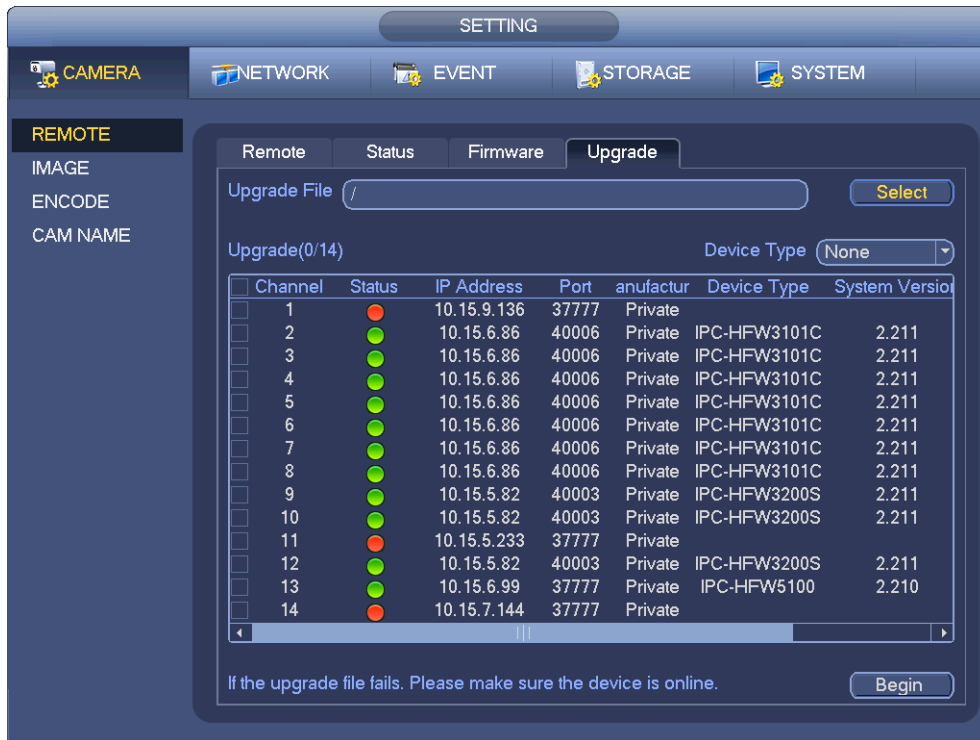 SETTING
CAMERA NETWORK EVENT STORAGE SYSTEM
REMOTE
IMAGE
ENCODE
CAM NAME
Remote Status Firmware Upgrade
Upgrade File / Select
Upgrade(0/14) Device Type None
Channel Status IP Address Port anufactur Device Type System Versio
1 10.15.9.136 37777 Private
2 10.15.6.86 40006 Private IPC-HFW3101C 2.211
3 10.15.6.86 40006 Private IPC-HFW3101C 2.211
4 10.15.6.86 40006 Private IPC-HFW3101C 2.211
5 10.15.6.86 40006 Private IPC-HFW3101C 2.211
6 10.15.6.86 40006 Private IPC-HFW3101C 2.211
7 10.15.6.86 40006 Private IPC-HFW3101C 2.211
8 10.15.6.86 40006 Private IPC-HFW3101C 2.211
9 10.15.5.82 40003 Private IPC-HFW3200S 2.211
10 10.15.5.82 40003 Private IPC-HFW3200S 2.211
11 10.15.5.233 37777 Private
12 10.15.5.82 40003 Private IPC-HFW3200S 2.211
13 10.15.6.99 37777 Private IPC-HFW5100 2.210
14 10.15.7.144 37777 Private
If the upgrade file fails. Please make sure the device is online. Begin